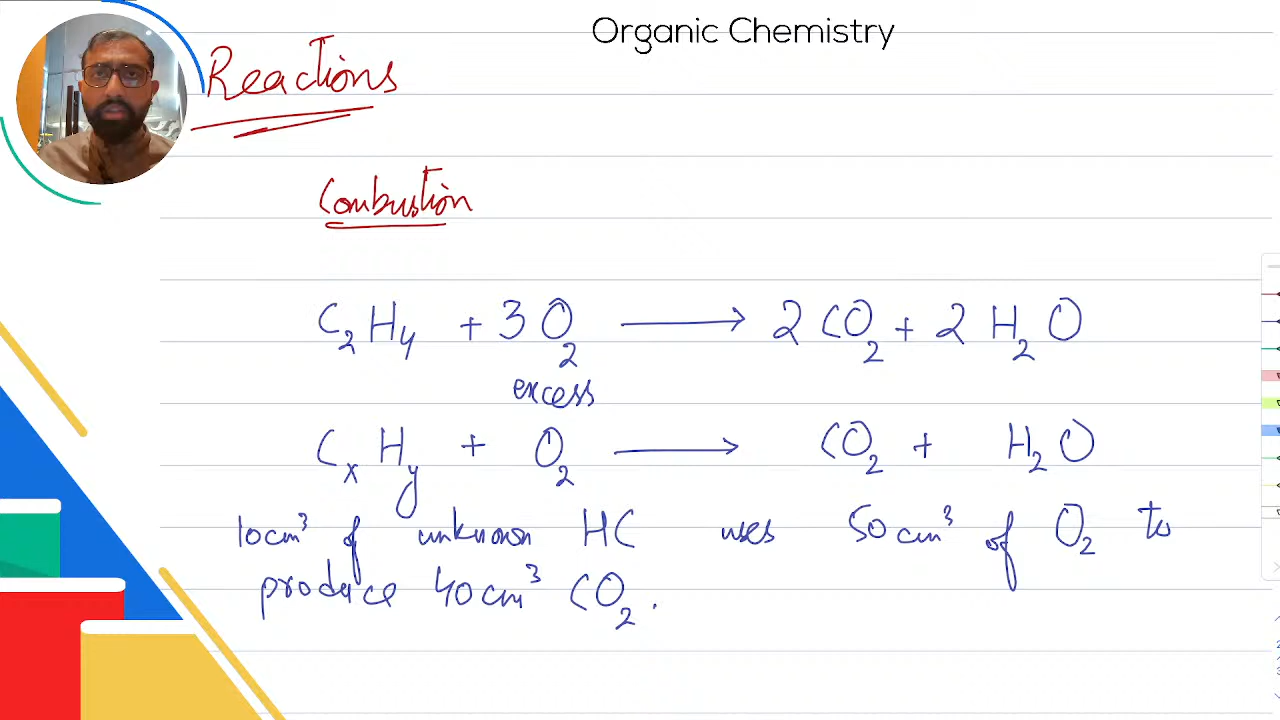 Organic Chemistry
Reactions
Combustion
C₂H₄ + 3O₂ ⟶ 2CO₂ + 2H₂O
excess
CₓHᵧ + O₂ ⟶ CO₂ + H₂O
10cm³ of unknown HC uses 50cm³ of O₂ to
produce 40cm³ CO₂.